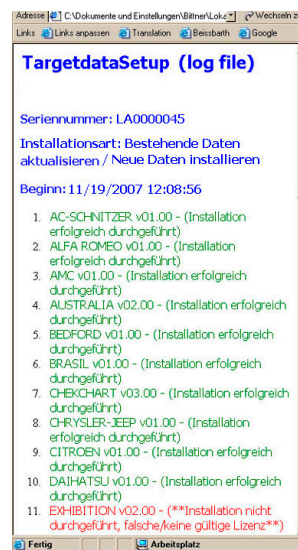 Adresse C:\Dokumente und Einstellungen\Bittner\Loka Wechseln z
Links Links anpassen Translation Beissbarth Google
TargetdataSetup (log file)
Seriennummer: LA0000045
Installationsart: Bestehende Daten
aktualisieren / Neue Daten installieren
Beginn: 11/19/2007 12:08:56
1. AC-SCHNITZER v01.00 - (Installation
erfolgreich durchgeführt)
2. ALFA ROMEO v01.00 - (Installation
erfolgreich durchgeführt)
3. AMC v01.00 - (Installation erfolgreich
durchgeführt)
4. AUSTRALIA v02.00 - (Installation
erfolgreich durchgeführt)
5. BEDFORD v01.00 - (Installation
erfolgreich durchgeführt)
6. BRASIL v01.00 - (Installation erfolgreich
durchgeführt)
7. CHEKCHART v03.00 - (Installation
erfolgreich durchgeführt)
8. CHRYSLER-JEEP v01.00 - (Installation
erfolgreich durchgeführt)
9. CITROEN v01.00 - (Installation
erfolgreich durchgeführt)
10. DAIHATSU v01.00 - (Installation
erfolgreich durchgeführt)
11. EXHIBITION v02.00 - (**Installation nicht
durchgeführt, falsche/keine gültige Lizenz**)
Fertig Arbeitsplatz